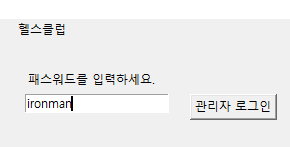 헬스클럽
패스워드를 입력하세요.
ironman
관리자 로그인